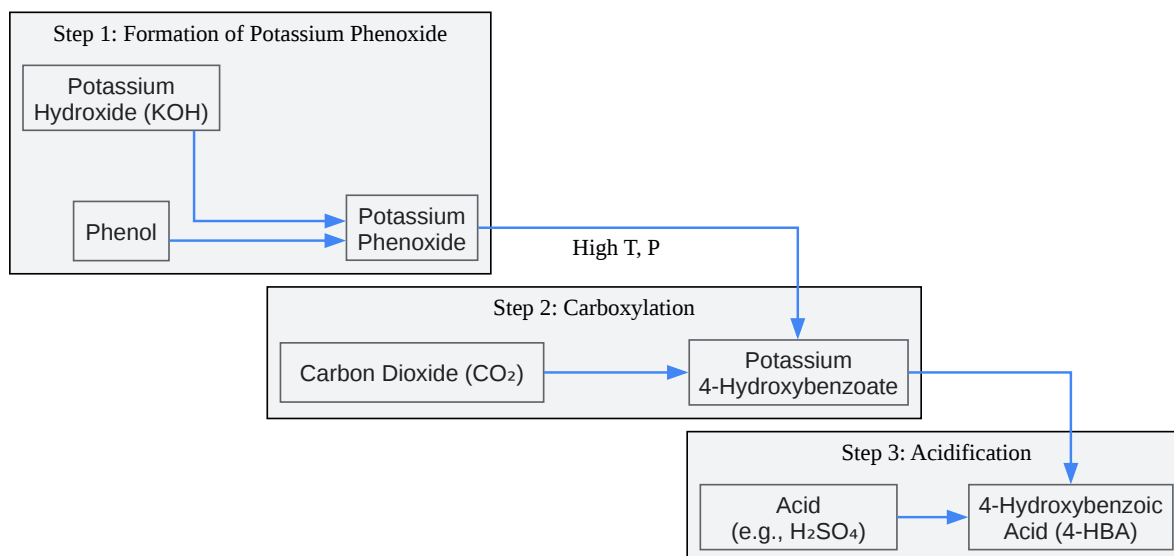 Step 1: Formation of Potassium Phenoxide
Potassium
Hydroxide (KOH)
Phenol
Potassium
Phenoxide
High T, P
Step 2: Carboxylation
Carbon Dioxide (CO₂)
Potassium
4-Hydroxybenzoate
Step 3: Acidification
Acid
(e.g., H₂SO₄)
4-Hydroxybenzoic
Acid (4-HBA)